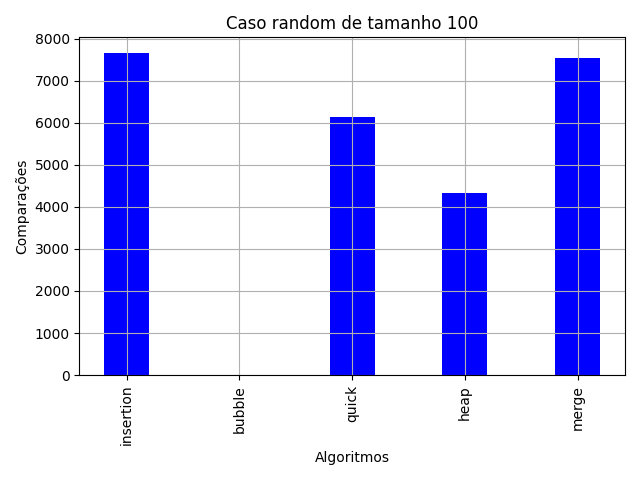 Caso random de tamanho 100
8000
7000
6000
5000
4000
3000
2000
1000
0
Comparações
insertion
bubble
quick
heap
merge
Algoritmos